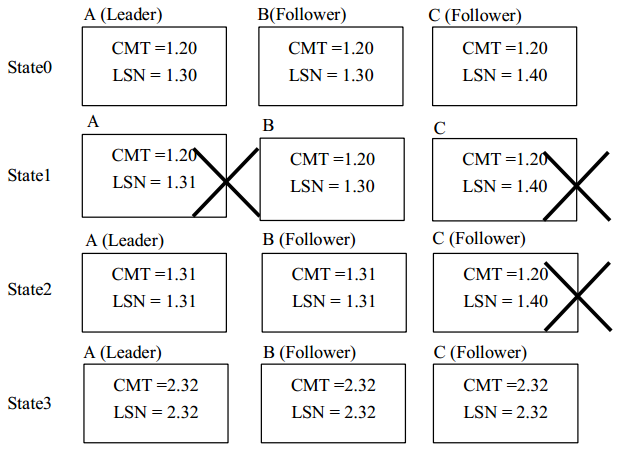 A (Leader) B(Follower) C (Follower)
State0
CMT =1.20 CMT =1.20 CMT =1.20
LSN = 1.30 LSN = 1.30 LSN = 1.40
A B C
State1
CMT =1.20 CMT =1.20 CMT =1.20
LSN = 1.31 LSN = 1.30 LSN = 1.40
A (Leader) B (Follower) C (Follower)
State2
CMT =1.31 CMT =1.31 CMT =1.20
LSN = 1.31 LSN = 1.31 LSN = 1.40
A (Leader) B (Follower) C (Follower)
State3
CMT =2.32 CMT =2.32 CMT =2.32
LSN = 2.32 LSN = 2.32 LSN = 2.32